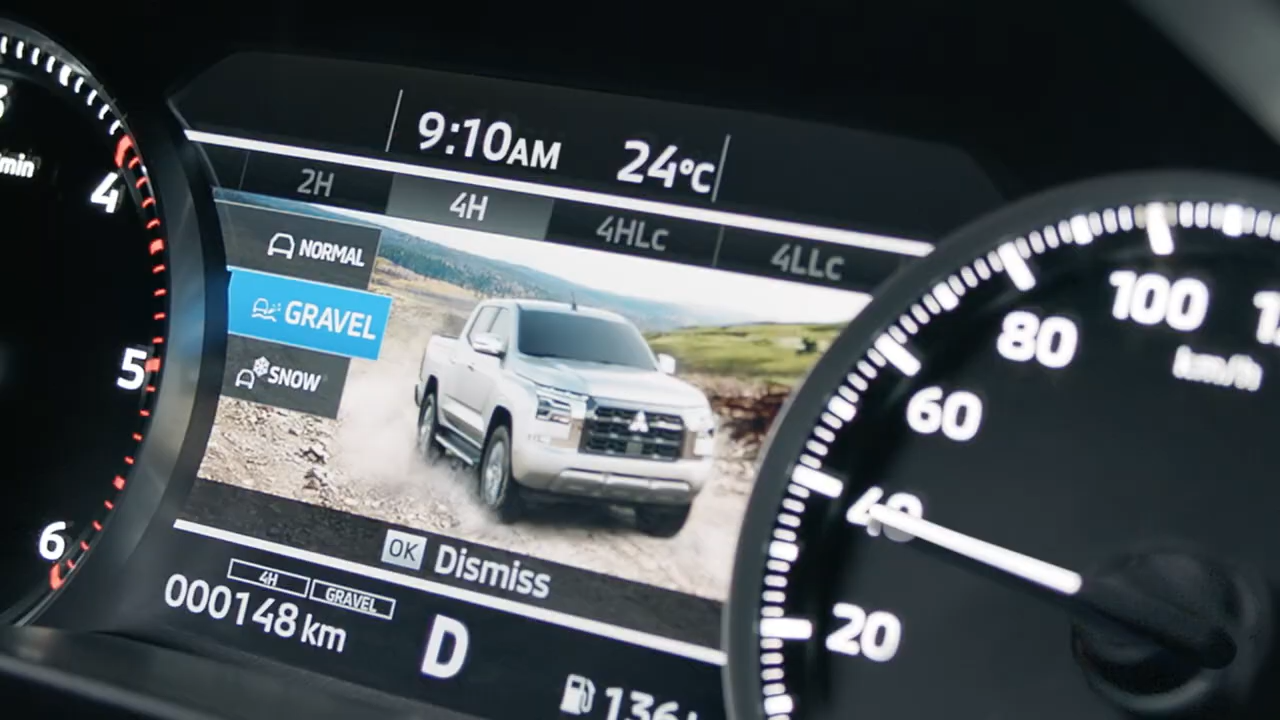 9:10AM 24°C
2H 4H 4HLc 4LLc
NORMAL
GRAVEL
SNOW
OK Dismiss
4H GRAVEL
000148 km
D
136
4
5
6
20
40
60
80
100
km/h